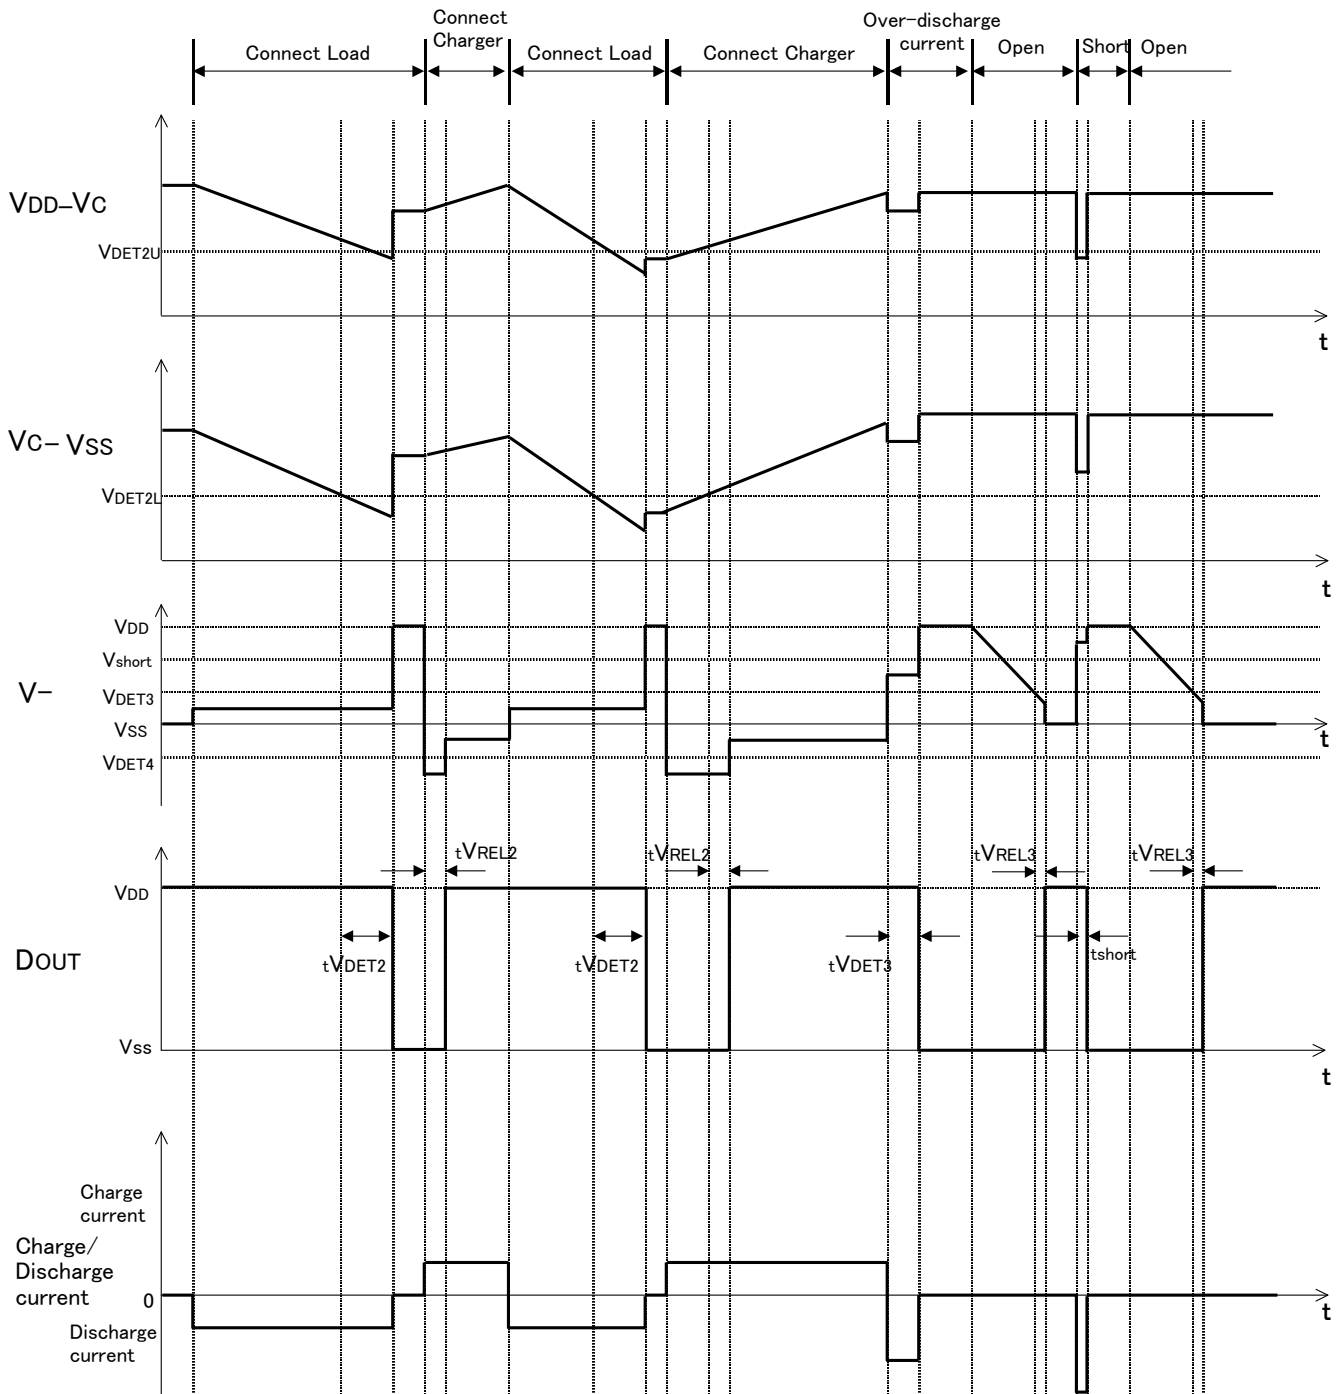 Connect Load
Connect
Charger
Connect Load
Connect Charger
Over-discharge
current
Open
Short
Open
VDD-VC
VDET2U
t
VC-VSS
VDET2L
t
V-
VDD
Vshort
VDET3
VSS
VDET4
t
DOUT
VDD
Vss
tVREL2
tVREL2
tVREL3
tVREL3
tVDET2
tVDET2
tVDET3
tshort
t
Charge
current
Charge/
Discharge
current
0
Discharge
current
t